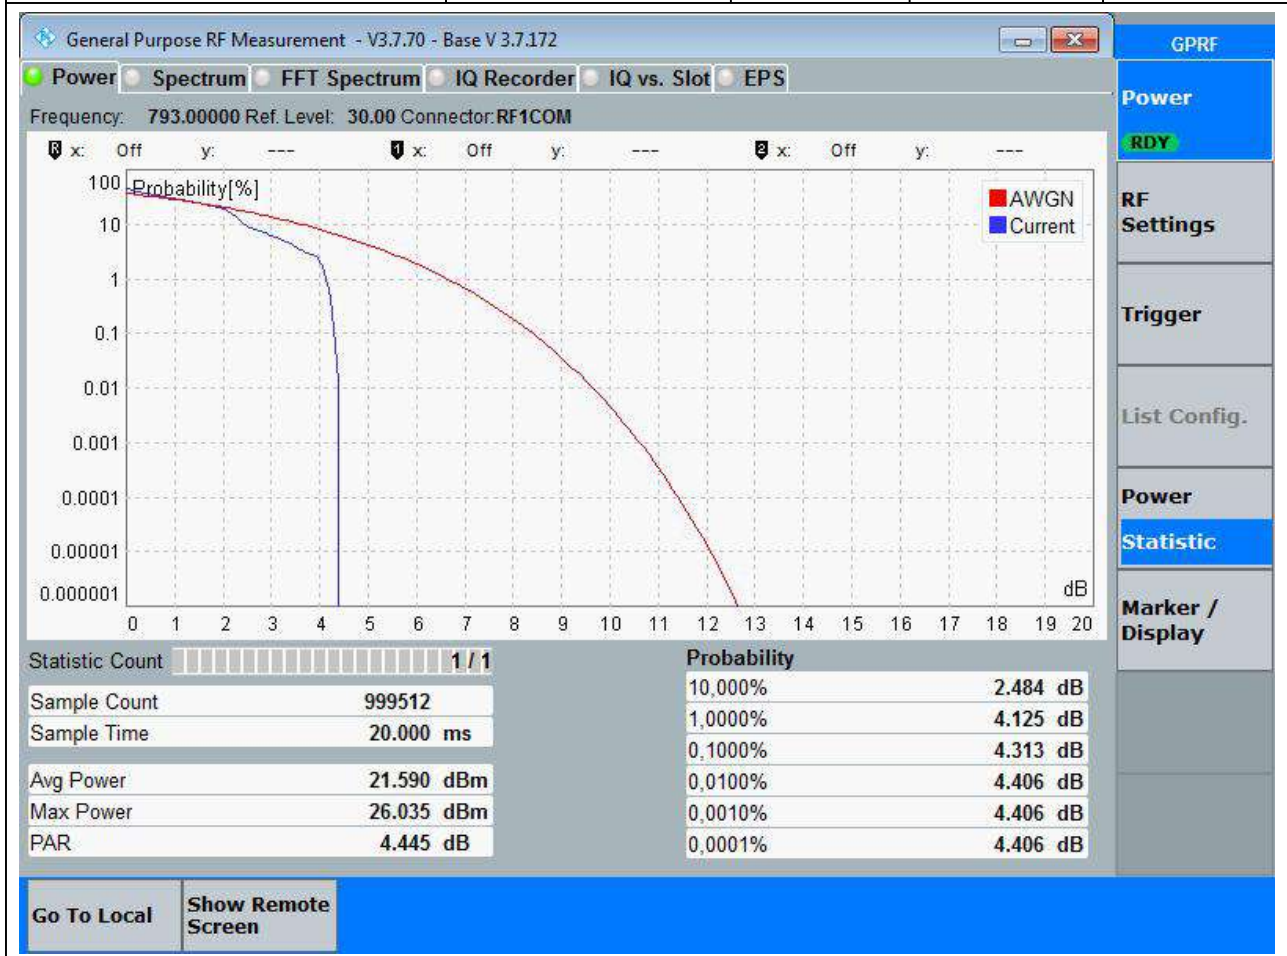 General Purpose RF Measurement - V3.7.70 - Base V 3.7.172
GPRF
Power Spectrum FFT Spectrum IQ Recorder IQ vs. Slot EPS
Frequency: 793.00000 Ref. Level: 30.00 Connector: RF1COM
R x: Off y: --- 1 x: Off y: --- 2 x: Off y: ---
Probability[%]
AWGN
Current
100
10
1
0.1
0.01
0.001
0.0001
0.00001
0.000001
dB
0 1 2 3 4 5 6 7 8 9 10 11 12 13 14 15 16 17 18 19 20
Statistic Count 1 / 1
Sample Count 999512
Sample Time 20.000 ms
Avg Power 21.590 dBm
Max Power 26.035 dBm
PAR 4.445 dB
Probability
10,000% 2.484 dB
1,0000% 4.125 dB
0,1000% 4.313 dB
0,0100% 4.406 dB
0,0010% 4.406 dB
0,0001% 4.406 dB
Power
RDY
RF
Settings
Trigger
List Config.
Power
Statistic
Marker /
Display
Go To Local
Show Remote
Screen